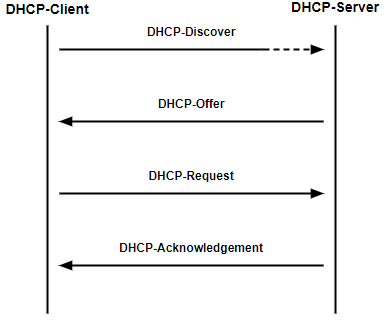 DHCP-Client
DHCP-Server
DHCP-Discover
DHCP-Offer
DHCP-Request
DHCP-Acknowledgement